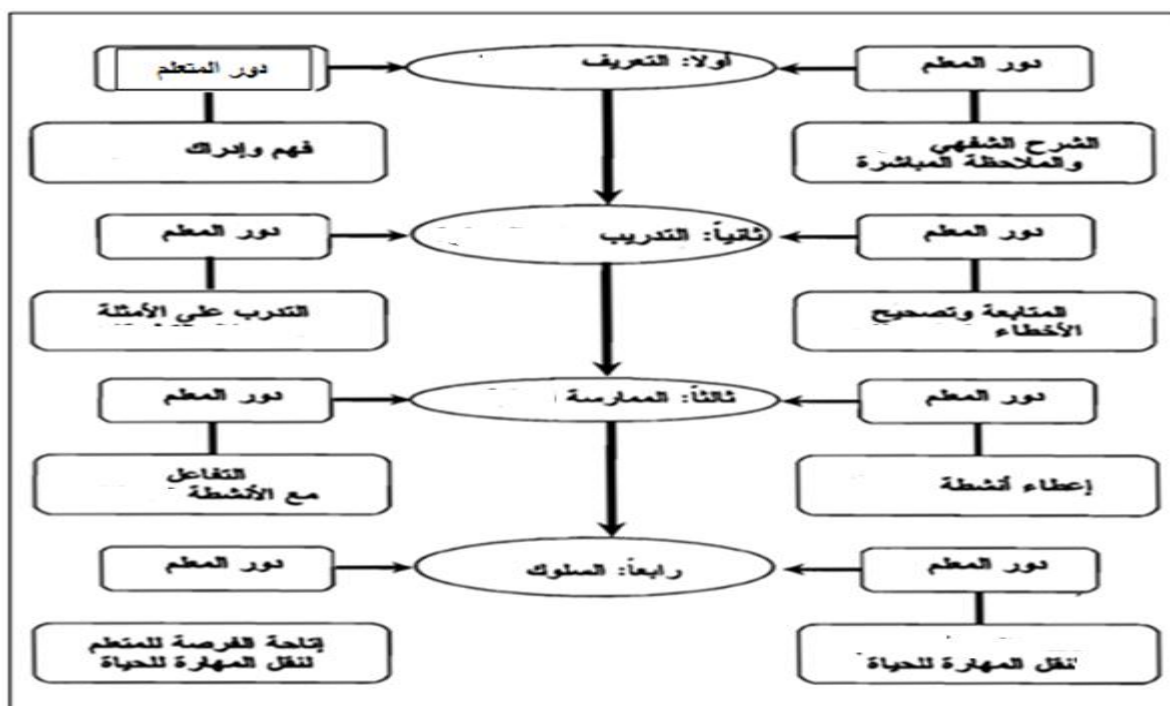 دور المعلم
أولا: التعريف
دور المتعلم
الشرح الشفهي
والملاحظة المباشرة
فهم وإدراك
دور المعلم
ثانياً: التدريب
دور المعلم
المتابعة وتصحيح
الأخطاء
التدرب علي الأمثلة
دور المعلم
ثالثاً: الممارسة
دور المعلم
إعطاء أنشطة
التفاعل
مع الأنشطة
دور المعلم
رابعاً: السلوك
دور المعلم
لنقل المهارة للحياة
إتاحة الفرصة للمتعلم
لنقل المهارة للحياة